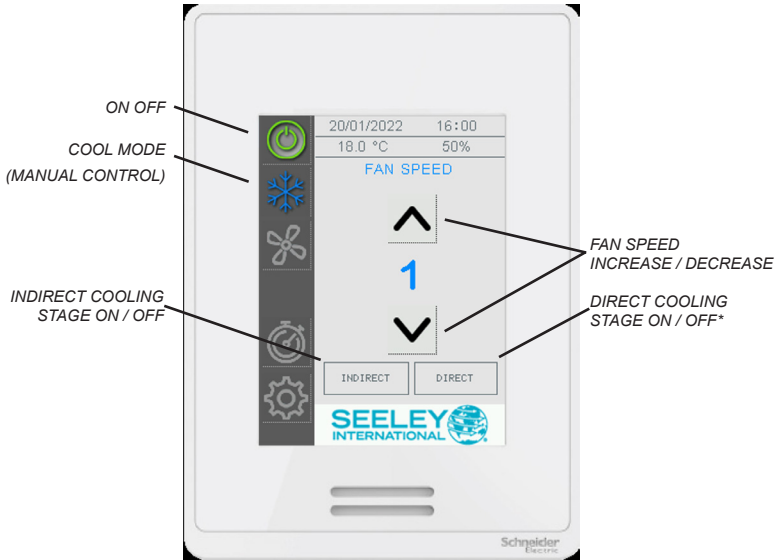 ON OFF
COOL MODE
(MANUAL CONTROL)
20/01/2022 16:00
18.0 °C 50%
FAN SPEED
1
FAN SPEED
INCREASE / DECREASE
INDIRECT COOLING
STAGE ON / OFF
DIRECT COOLING
STAGE ON / OFF*
INDIRECT DIRECT
SEELEY
INTERNATIONAL
Schneider
Electric